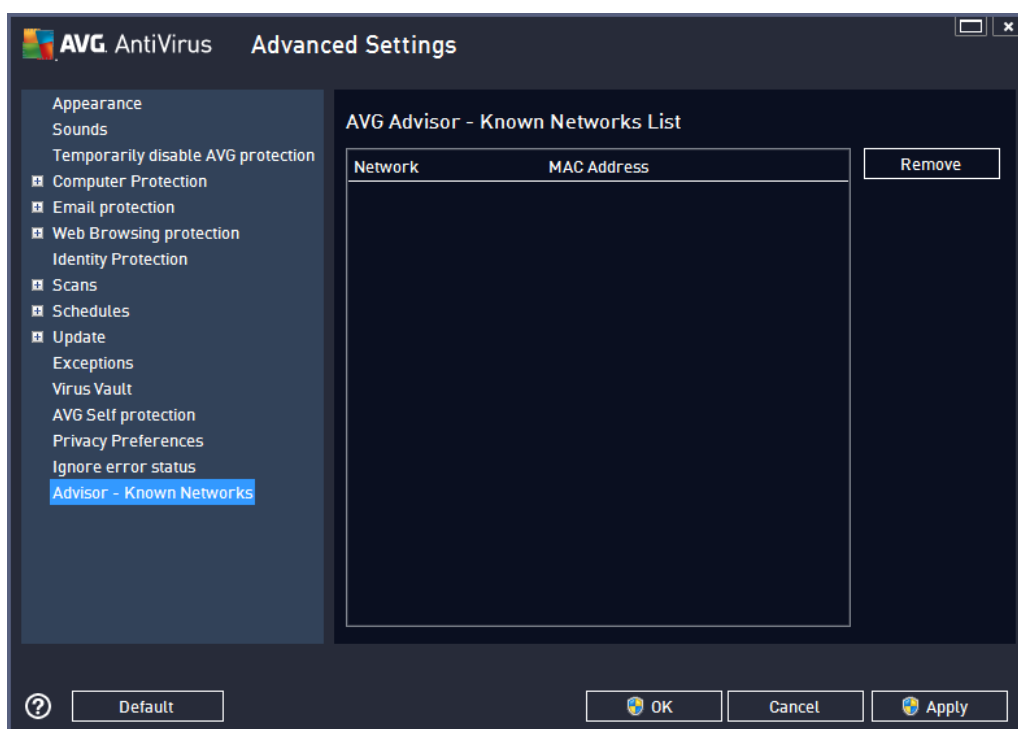 AVG. AntiVirus Advanced Settings
Appearance
Sounds
Temporarily disable AVG protection
Computer Protection
Email protection
Web Browsing protection
Identity Protection
Scans
Schedules
Update
Exceptions
Virus Vault
AVG Self protection
Privacy Preferences
Ignore error status
Advisor - Known Networks
AVG Advisor - Known Networks List
Network MAC Address
Remove
? Default OK Cancel Apply